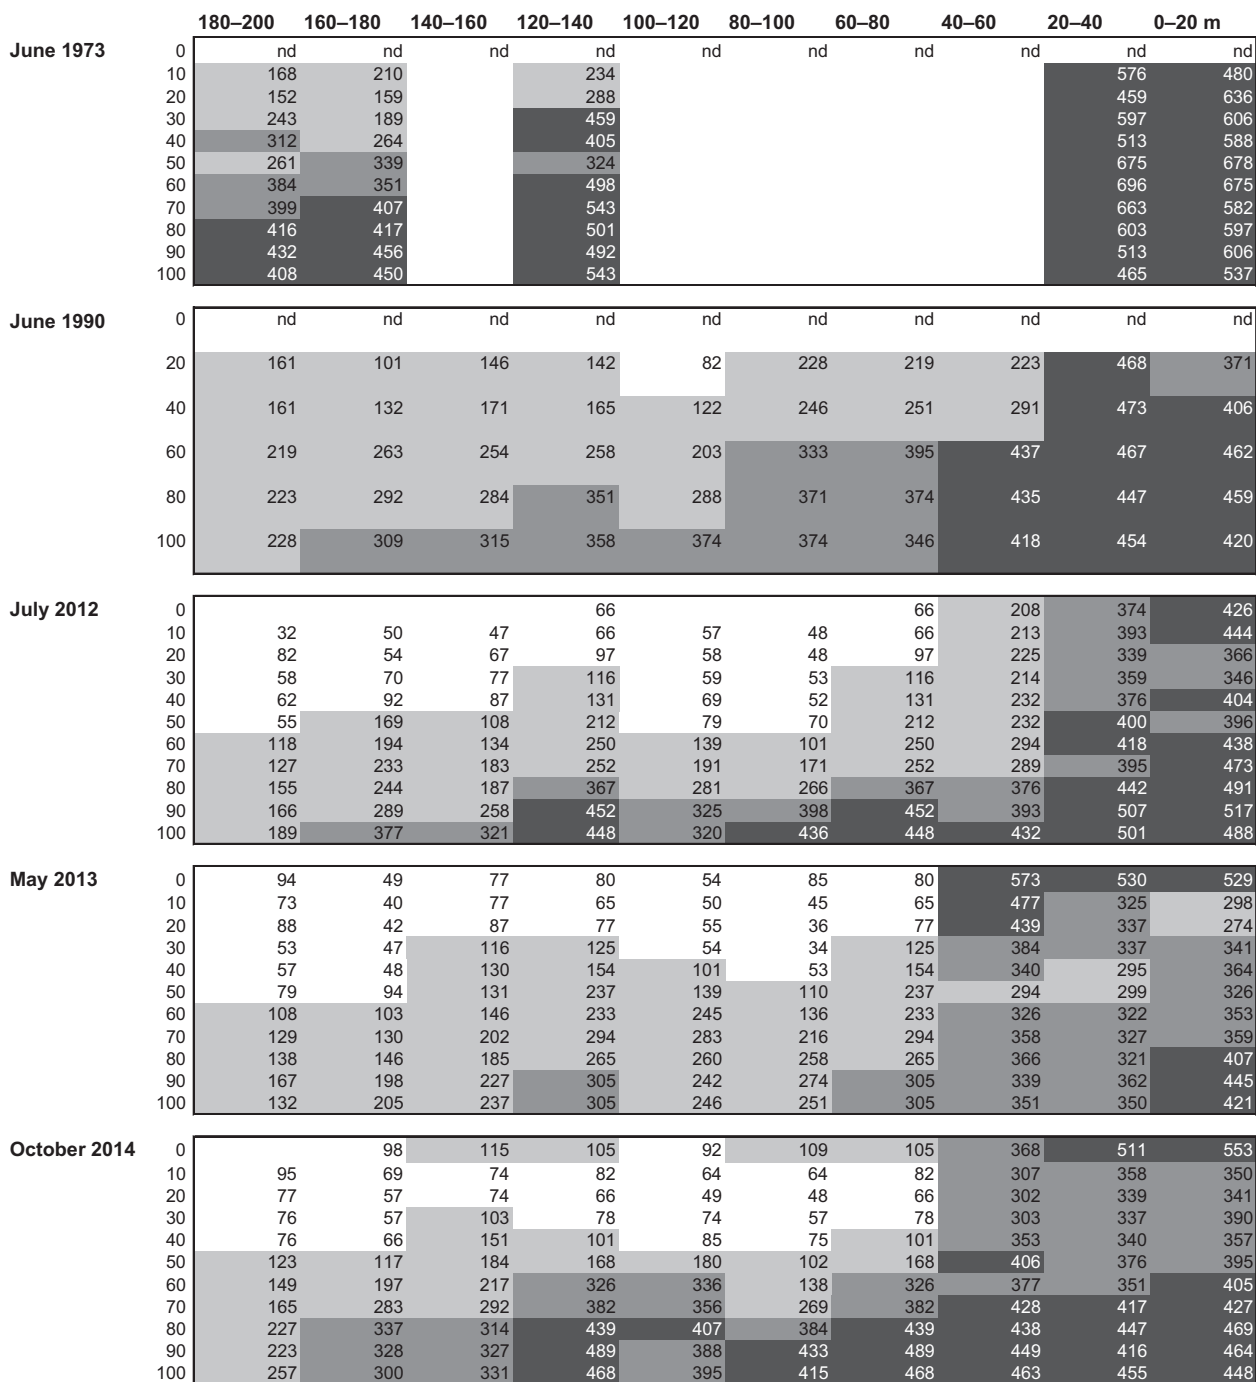 180–200 160–180 140–160 120–140 100–120 80–100 60–80 40–60 20–40 0–20 m
June 1973 0 nd nd nd nd nd nd nd nd nd nd
10 168 210 234 576 480
20 152 159 288 459 636
30 243 189 459 597 606
40 312 264 405 513 588
50 261 339 324 675 678
60 384 351 498 696 675
70 399 407 543 663 582
80 416 417 501 603 597
90 432 456 492 513 606
100 408 450 543 465 537
June 1990 0 nd nd nd nd nd nd nd nd nd nd
20 161 101 146 142 82 228 219 223 468 371
40 161 132 171 165 122 246 251 291 473 406
60 219 263 254 258 203 333 395 437 467 462
80 223 292 284 351 288 371 374 435 447 459
100 228 309 315 358 374 374 346 418 454 420
July 2012 0 66 66 208 374 426
10 32 50 47 66 57 48 66 213 393 444
20 82 54 67 97 58 48 97 225 339 366
30 58 70 77 116 59 53 116 214 359 346
40 62 92 87 131 69 52 131 232 376 404
50 55 169 108 212 79 70 212 232 400 396
60 118 194 134 250 139 101 250 294 418 438
70 127 233 183 252 191 171 252 289 395 473
80 155 244 187 367 281 266 367 376 442 491
90 166 289 258 452 325 398 452 393 507 517
100 189 377 321 448 320 436 448 432 501 488
May 2013 0 94 49 77 80 54 85 80 573 530 529
10 73 40 77 65 50 45 65 477 325 298
20 88 42 87 77 55 36 77 439 337 274
30 53 47 116 125 54 34 125 384 337 341
40 57 48 130 154 101 53 154 340 295 364
50 79 94 131 237 139 110 237 294 299 326
60 108 103 146 233 245 136 233 326 322 353
70 129 130 202 294 283 216 294 358 327 359
80 138 146 185 265 260 258 265 366 321 407
90 167 198 227 305 242 274 305 339 362 445
100 132 205 237 305 246 251 305 351 350 421
October 2014 0 98 115 105 92 109 105 368 511 553
10 95 69 74 82 64 64 82 307 358 350
20 77 57 74 66 49 48 66 302 339 341
30 76 57 103 78 74 57 78 303 337 390
40 76 66 151 101 85 75 101 353 340 357
50 123 117 184 168 180 102 168 406 376 395
60 149 197 217 326 336 138 326 377 351 405
70 165 283 292 382 356 269 382 428 417 427
80 227 337 314 439 407 384 439 438 447 469
90 223 328 327 489 388 433 489 449 416 464
100 257 300 331 468 395 415 468 463 455 448